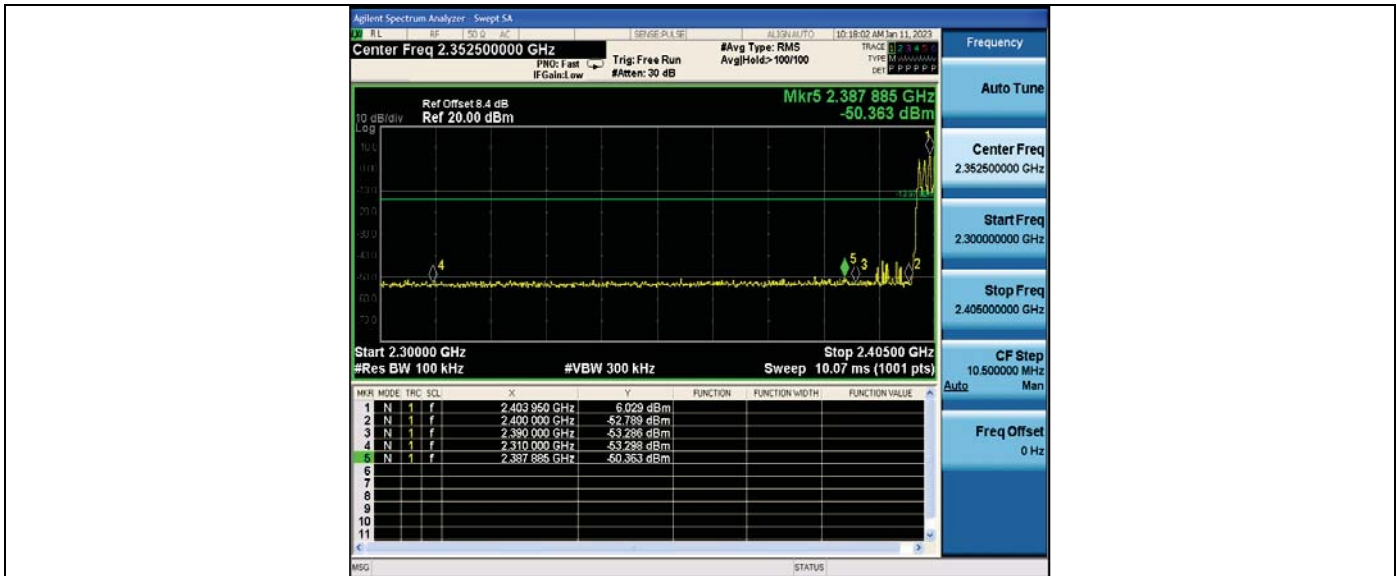 Agilent Spectrum Analyzer - Swept SA
RL RF 50 Ω AC SENSE:PULSE ALIGNAUTO 10:18:02 AM Jan 11, 2023
Center Freq 2.352500000 GHz
PNO: Fast
IFGain:Low
Trig: Free Run
#Atten: 30 dB
#Avg Type: RMS
Avg|Hold:>100/100
TRACE 1 2 3 4 5 6
TYPE M
DET P P P P P P
Mkr5 2.387 885 GHz
-50.363 dBm
Ref Offset 8.4 dB
10 dB/div Ref 20.00 dBm
Log
1
4
5
3
2
Start 2.30000 GHz
Stop 2.40500 GHz
#Res BW 100 kHz
#VBW 300 kHz
Sweep 10.07 ms (1001 pts)
MKR MODE TRC SCL X Y FUNCTION FUNCTION WIDTH FUNCTION VALUE
1 N 1 f 2.403 950 GHz 6.029 dBm
2 N 1 f 2.400 000 GHz -52.789 dBm
3 N 1 f 2.390 000 GHz -53.286 dBm
4 N 1 f 2.310 000 GHz -53.298 dBm
5 N 1 f 2.387 885 GHz -50.363 dBm
6
7
8
9
10
11
MSG
STATUS
Frequency
Auto Tune
Center Freq
2.352500000 GHz
Start Freq
2.300000000 GHz
Stop Freq
2.405000000 GHz
CF Step
10.500000 MHz
Auto Man
Freq Offset
0 Hz